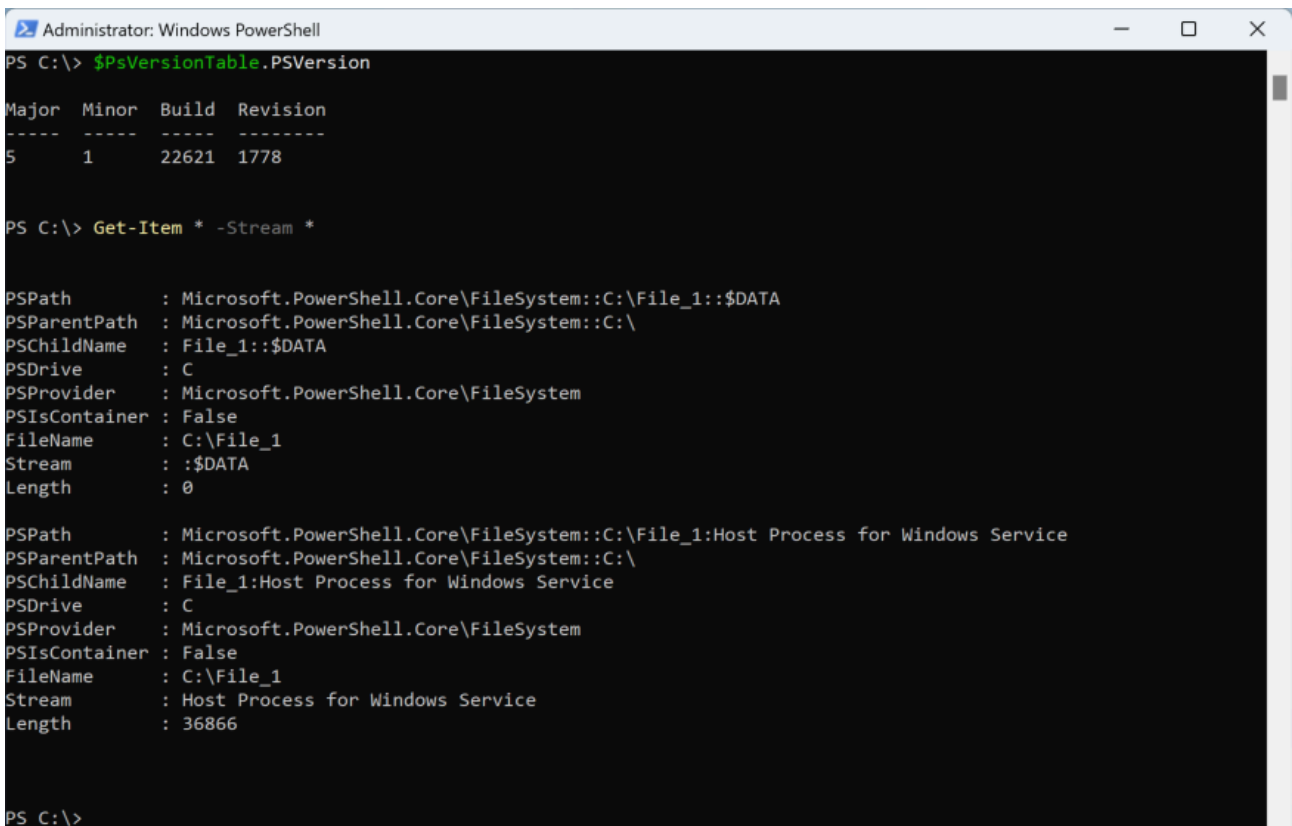 Administrator: Windows PowerShell
PS C:\> $PsVersionTable.PSVersion
Major  Minor  Build  Revision
-----  -----  -----  --------
5      1      22621  1778
PS C:\> Get-Item * -Stream *
PSPath        : Microsoft.PowerShell.Core\FileSystem::C:\File_1::$DATA
PSParentPath  : Microsoft.PowerShell.Core\FileSystem::C:\
PSChildName   : File_1::$DATA
PSDrive       : C
PSProvider    : Microsoft.PowerShell.Core\FileSystem
PSIsContainer : False
FileName      : C:\File_1
Stream        : :$DATA
Length        : 0
PSPath        : Microsoft.PowerShell.Core\FileSystem::C:\File_1:Host Process for Windows Service
PSParentPath  : Microsoft.PowerShell.Core\FileSystem::C:\
PSChildName   : File_1:Host Process for Windows Service
PSDrive       : C
PSProvider    : Microsoft.PowerShell.Core\FileSystem
PSIsContainer : False
FileName      : C:\File_1
Stream        : Host Process for Windows Service
Length        : 36866
PS C:\>